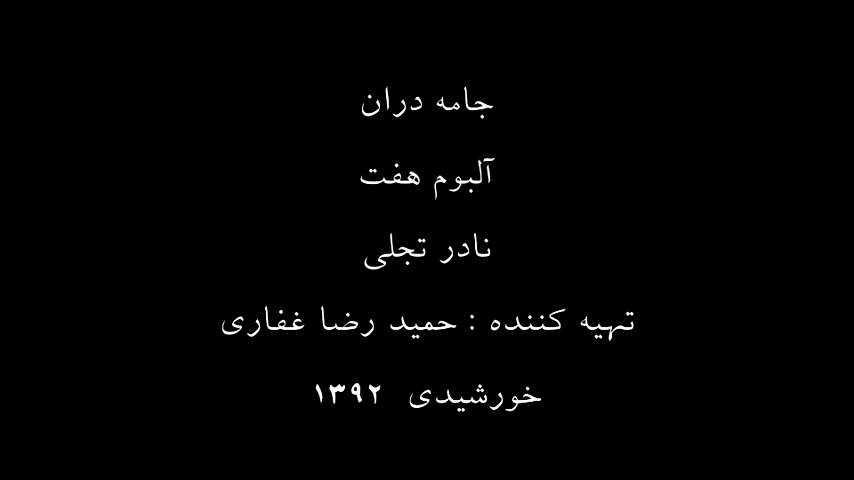 جامه دران
آلبوم هفت
نادر تجلی
تهیه کننده : حمید رضا غفاری
خورشیدی ۱۳۹۲